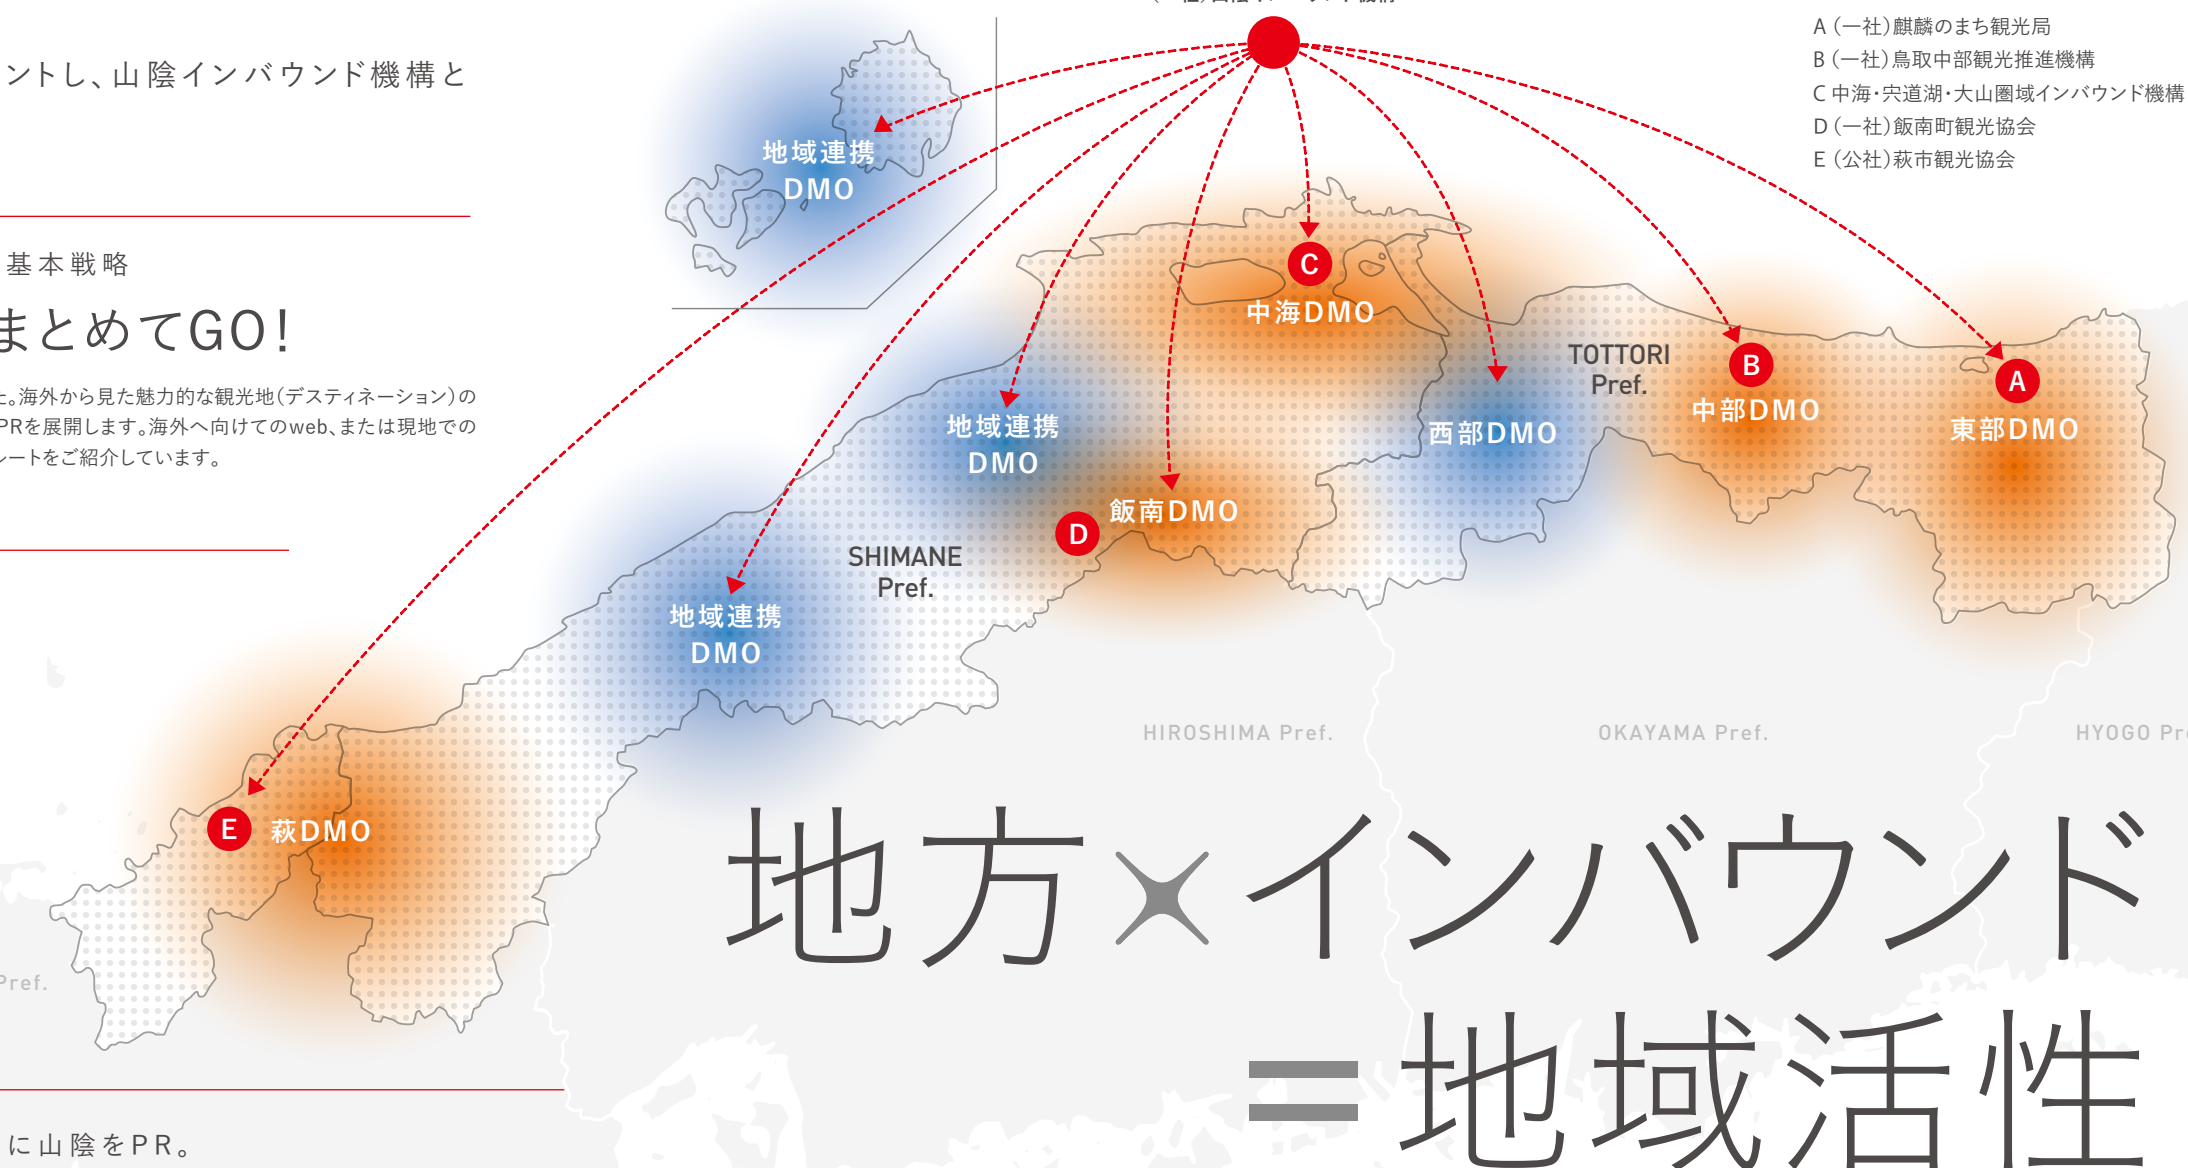 ントし、山陰インバウンド機構と
基本戦略
まとめてGO!
た。海外から見た魅力的な観光地(デスティネーション)の
PRを展開します。海外へ向けてのweb、または現地での
ルートをご紹介しています。
に山陰をPR。
A (一社)麒麟のまち観光局
B (一社)鳥取中部観光推進機構
C 中海・宍道湖・大山圏域インバウンド機構
D (一社)飯南町観光協会
E (公社)萩市観光協会
地域連携
DMO
C
中海DMO
TOTTORI
Pref.
B
中部DMO
A
東部DMO
西部DMO
地域連携
DMO
飯南DMO
D
SHIMANE
Pref.
地域連携
DMO
E
萩DMO
HIROSHIMA Pref.
OKAYAMA Pref.
HYOGO Pre
Pref.
地方×インバウンド
=地域活性